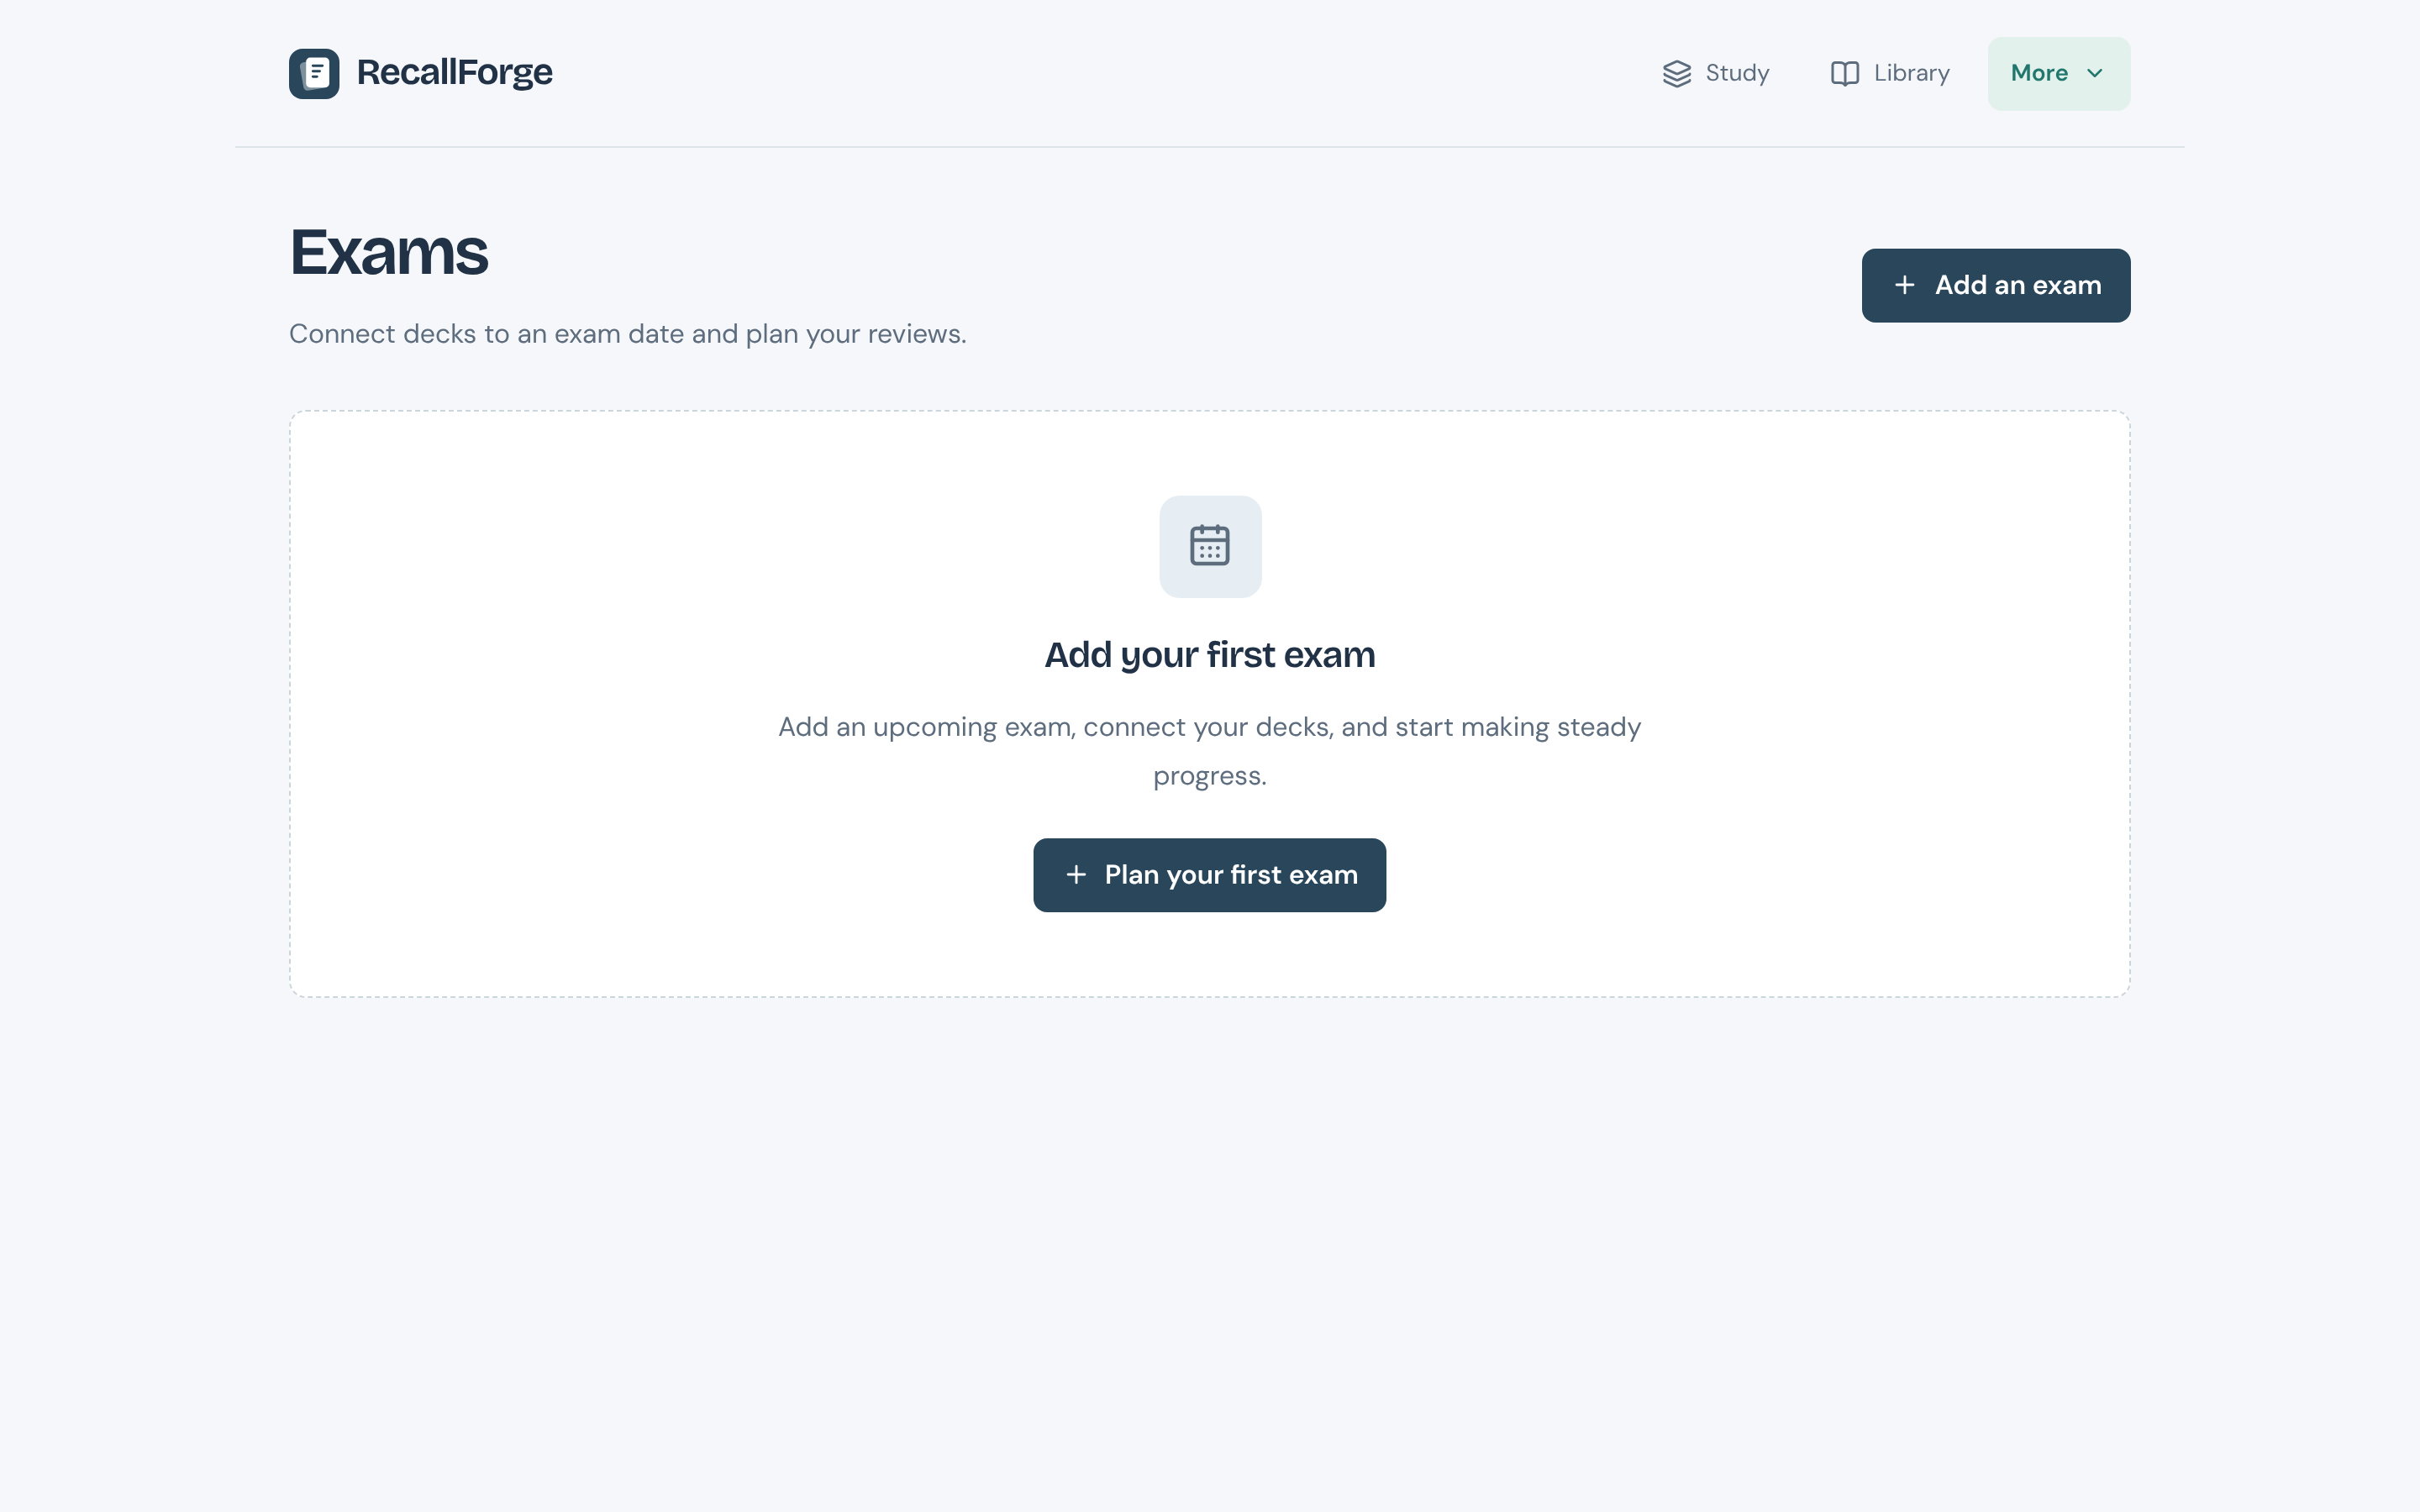 RecallForge
Study
Library
More
Exams
Connect decks to an exam date and plan your reviews.
Add an exam
Add your first exam
Add an upcoming exam, connect your decks, and start making steady
progress.
Plan your first exam